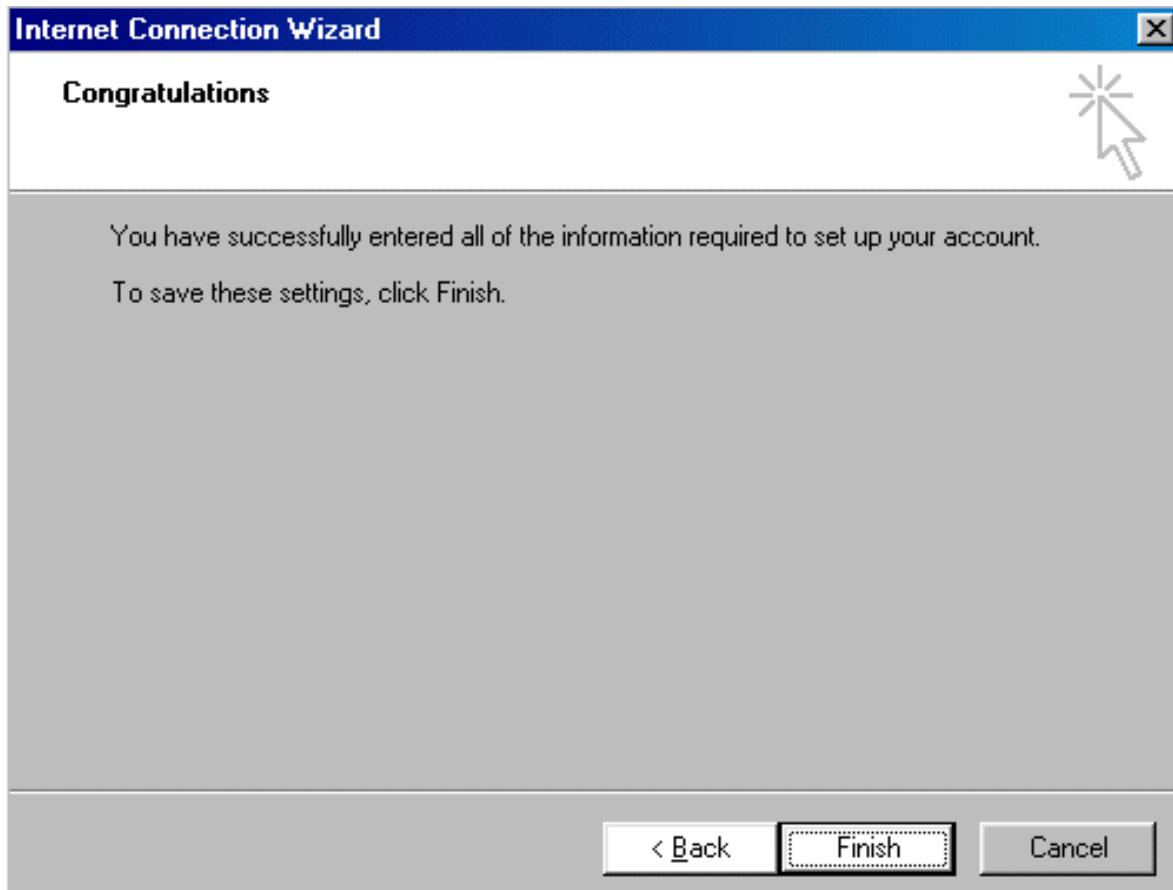 Internet Connection Wizard
Congratulations
You have successfully entered all of the information required to set up your account.
To save these settings, click Finish.
< Back Finish Cancel